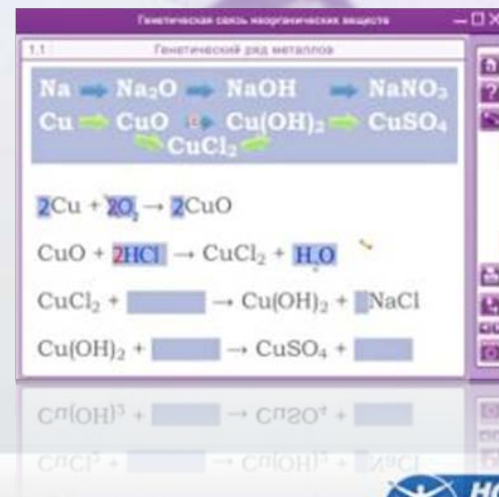 Генетическая связь неорганических веществ
1.1 Генетический ряд металлов
Na Na₂O NaOH NaNO₃
Cu CuO Cu(OH)₂ CuSO₄
CuCl₂
2Cu + O₂ → 2CuO
CuO + 2HCl → CuCl₂ + H₂O
CuCl₂ + → Cu(OH)₂ + NaCl
Cu(OH)₂ + → CuSO₄ +